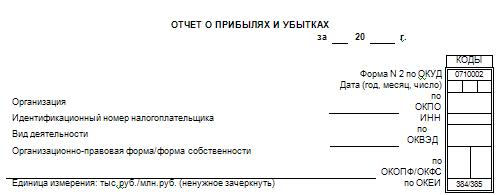 ОТЧЕТ О ПРИБЫЛЯХ И УБЫТКАХ
за ___ 20 ____ г.
КОДЫ
Форма N 2 по ОКУД 0710002
Дата (год, месяц, число)
Организация по ОКПО
Идентификационный номер налогоплательщика ИНН
Вид деятельности по ОКВЭД
Организационно-правовая форма/форма собственности
по ОКОПФ/ОКФС
Единица измерения: тыс.руб./млн.руб. (ненужное зачеркнуть) по ОКЕИ 384/385